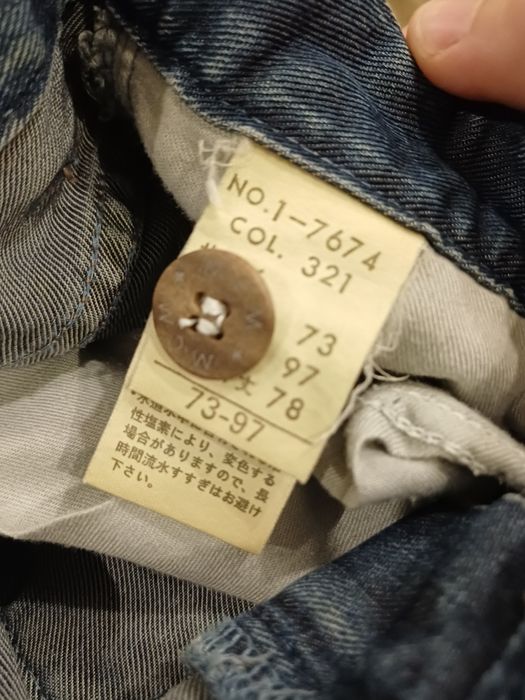 NO.1-7674
COL. 321
73
97
丈 78
73-97
性塩素により、変色する
場合がありますので、長
時間流水すすぎはお避け
下さい。